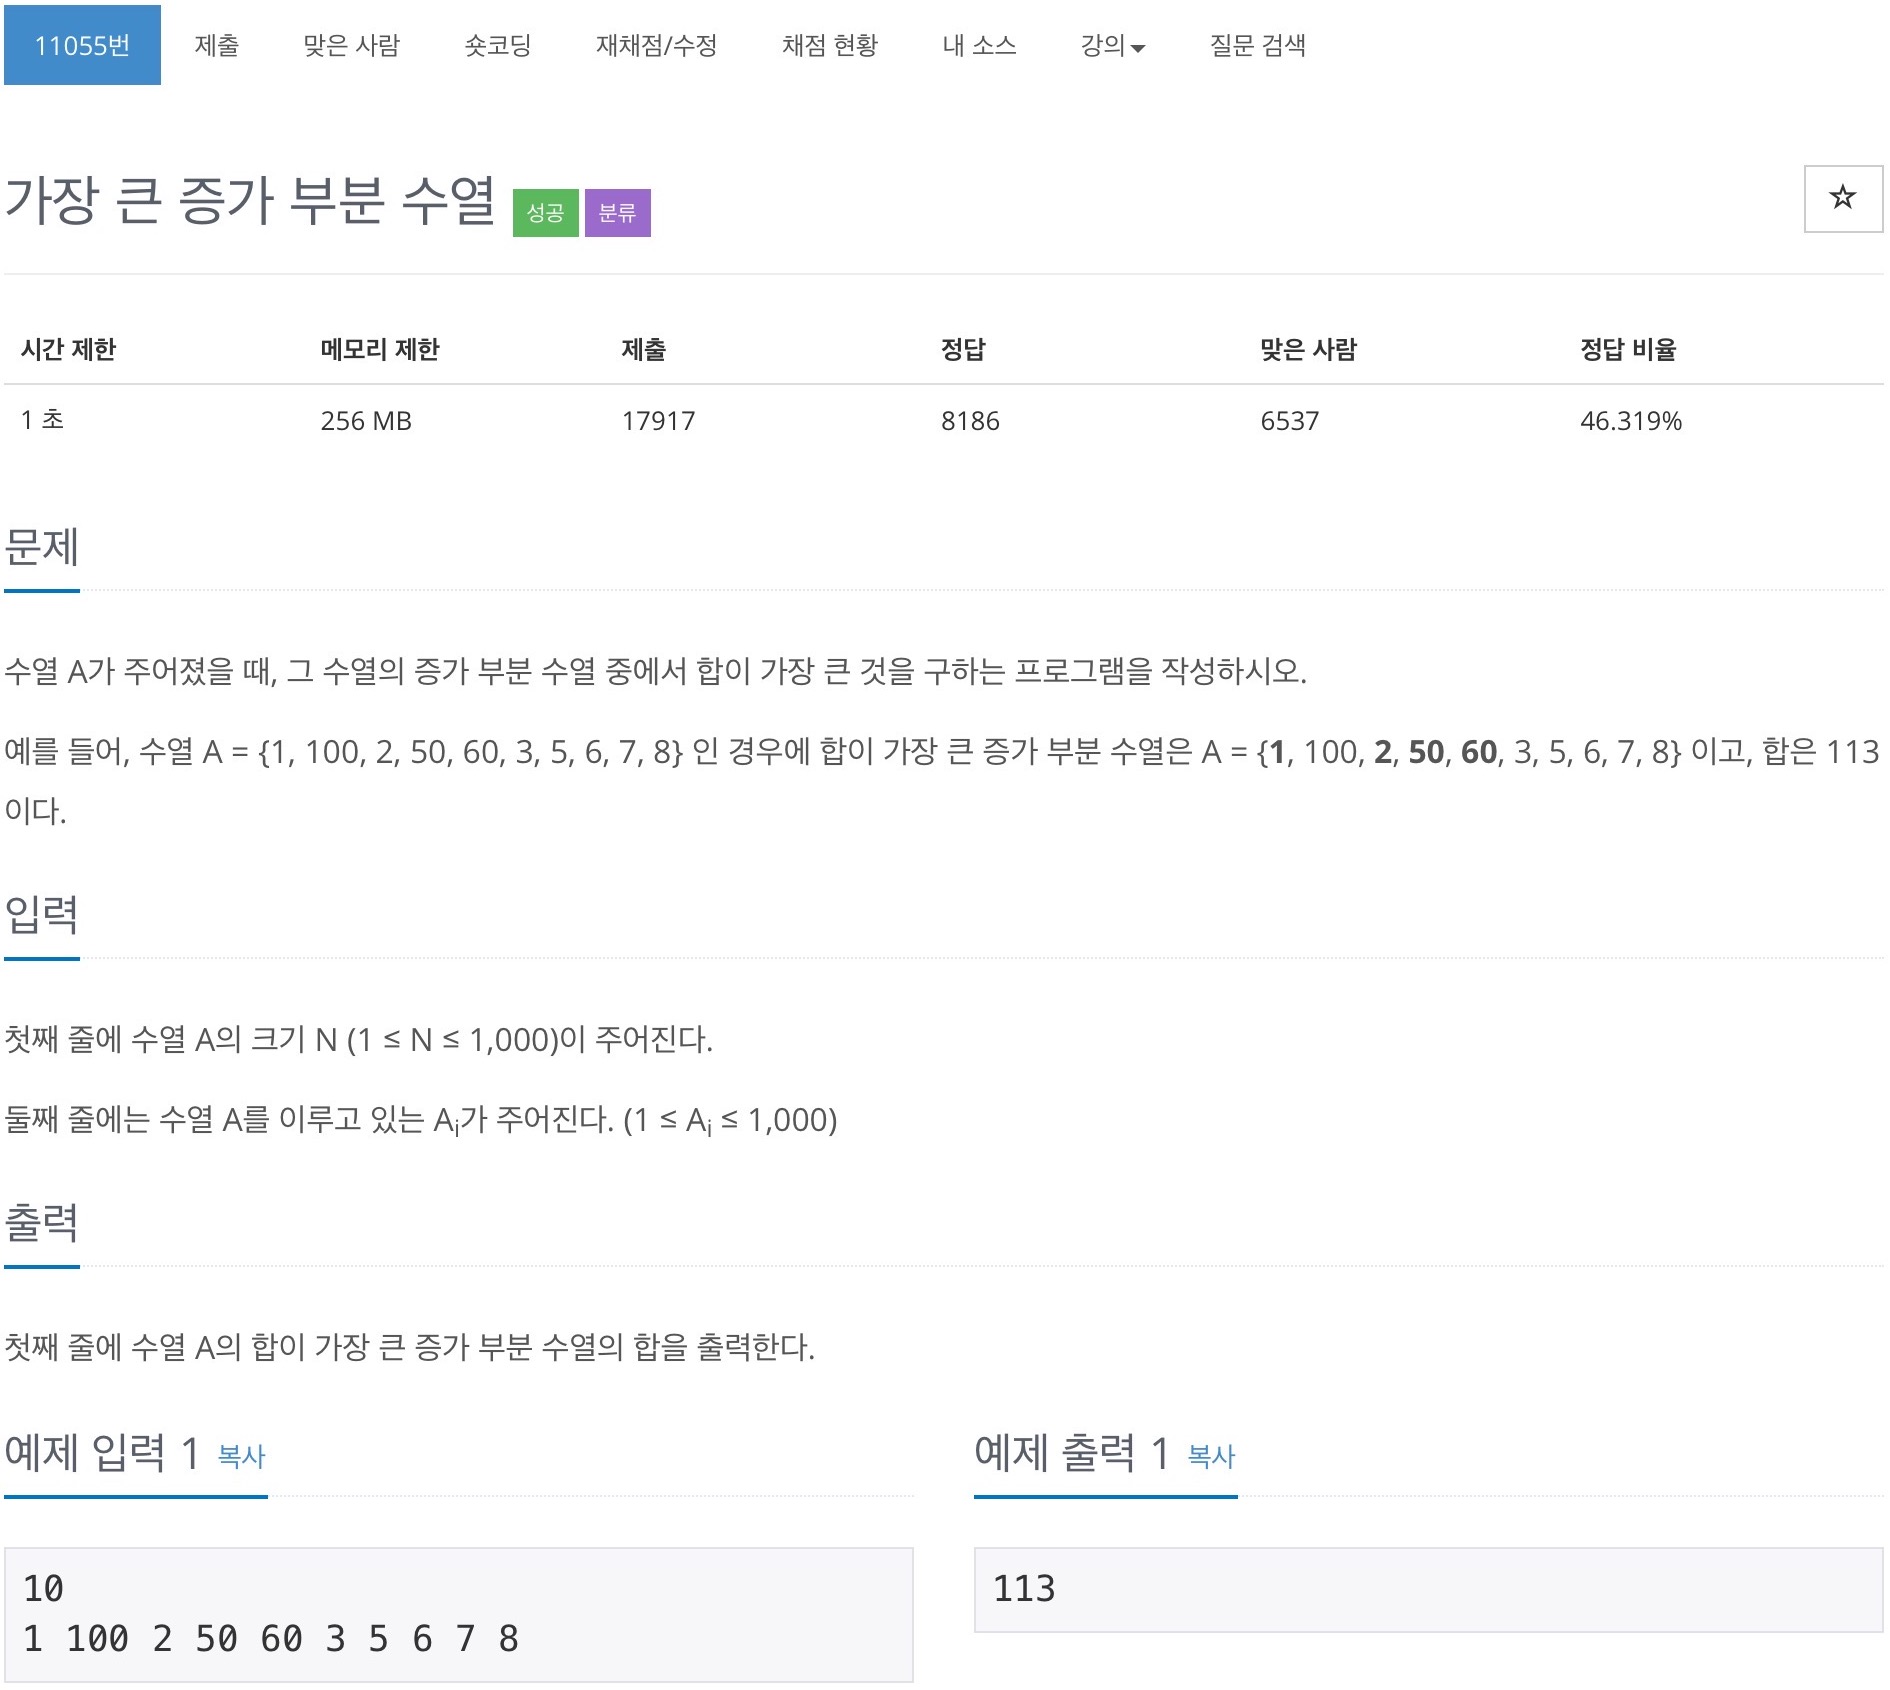 11055번 제출 맞은 사람 숏코딩 재채점/수정 채점 현황 내 소스 강의 질문 검색
가장 큰 증가 부분 수열 성공 분류
시간 제한 메모리 제한 제출 정답 맞은 사람 정답 비율
1 초 256 MB 17917 8186 6537 46.319%
문제
수열 A가 주어졌을 때, 그 수열의 증가 부분 수열 중에서 합이 가장 큰 것을 구하는 프로그램을 작성하시오.
예를 들어, 수열 A = {1, 100, 2, 50, 60, 3, 5, 6, 7, 8} 인 경우에 합이 가장 큰 증가 부분 수열은 A = {1, 100, 2, 50, 60, 3, 5, 6, 7, 8} 이고, 합은 113
이다.
입력
첫째 줄에 수열 A의 크기 N (1 ≤ N ≤ 1,000)이 주어진다.
둘째 줄에는 수열 A를 이루고 있는 Ai가 주어진다. (1 ≤ Ai ≤ 1,000)
출력
첫째 줄에 수열 A의 합이 가장 큰 증가 부분 수열의 합을 출력한다.
예제 입력 1 복사
10
1 100 2 50 60 3 5 6 7 8
예제 출력 1 복사
113